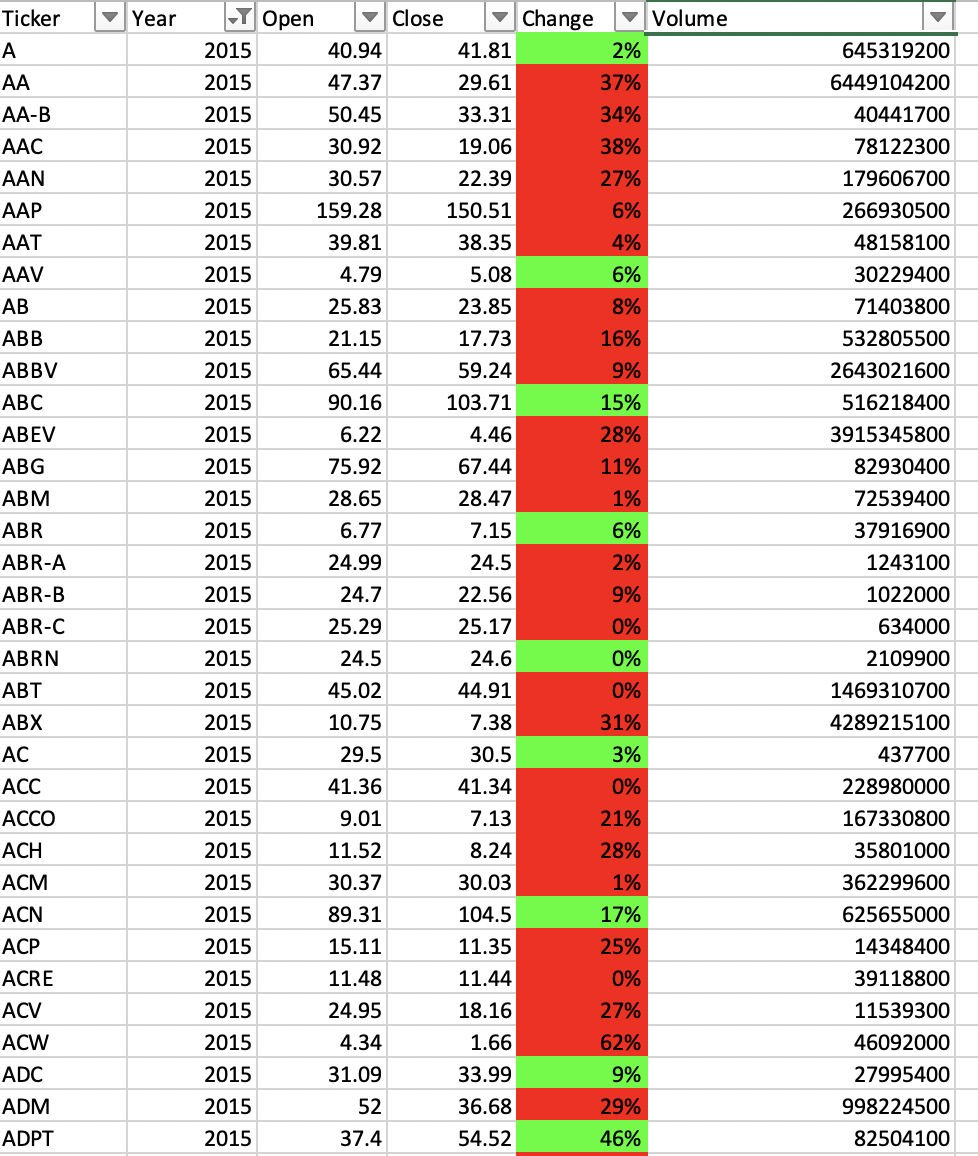 Ticker Year Open Close Change Volume
A 2015 40.94 41.81 2% 645319200
AA 2015 47.37 29.61 37% 6449104200
AA-B 2015 50.45 33.31 34% 40441700
AAC 2015 30.92 19.06 38% 78122300
AAN 2015 30.57 22.39 27% 179606700
AAP 2015 159.28 150.51 6% 266930500
AAT 2015 39.81 38.35 4% 48158100
AAV 2015 4.79 5.08 6% 30229400
AB 2015 25.83 23.85 8% 71403800
ABB 2015 21.15 17.73 16% 532805500
ABBV 2015 65.44 59.24 9% 2643021600
ABC 2015 90.16 103.71 15% 516218400
ABEV 2015 6.22 4.46 28% 3915345800
ABG 2015 75.92 67.44 11% 82930400
ABM 2015 28.65 28.47 1% 72539400
ABR 2015 6.77 7.15 6% 37916900
ABR-A 2015 24.99 24.5 2% 1243100
ABR-B 2015 24.7 22.56 9% 1022000
ABR-C 2015 25.29 25.17 0% 634000
ABRN 2015 24.5 24.6 0% 2109900
ABT 2015 45.02 44.91 0% 1469310700
ABX 2015 10.75 7.38 31% 4289215100
AC 2015 29.5 30.5 3% 437700
ACC 2015 41.36 41.34 0% 228980000
ACCO 2015 9.01 7.13 21% 167330800
ACH 2015 11.52 8.24 28% 35801000
ACM 2015 30.37 30.03 1% 362299600
ACN 2015 89.31 104.5 17% 625655000
ACP 2015 15.11 11.35 25% 14348400
ACRE 2015 11.48 11.44 0% 39118800
ACV 2015 24.95 18.16 27% 11539300
ACW 2015 4.34 1.66 62% 46092000
ADC 2015 31.09 33.99 9% 27995400
ADM 2015 52 36.68 29% 998224500
ADPT 2015 37.4 54.52 46% 82504100